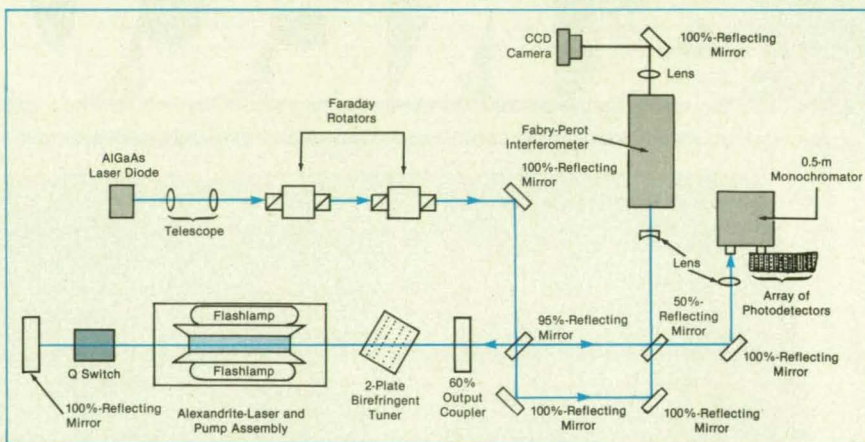 CCD
Camera
100%-Reflecting
Mirror
Lens
Faraday
Rotators
Fabry-Perot
Interferometer
AlGaAs
Laser Diode
100%-Reflecting
Mirror
0.5-m
Monochromator
Telescope
Lens
Array of
Photodetectors
Flashlamp
95%-Reflecting
Mirror
50%-
Reflecting
Mirror
Q Switch
Flashlamp
2-Plate
Birefringent
Tuner
60%
Output
Coupler
100%-Reflecting
Mirror
100%-Reflecting
Mirror
Alexandrite-Laser and
Pump Assembly
100%-Reflecting
Mirror
100%-Reflecting
Mirror